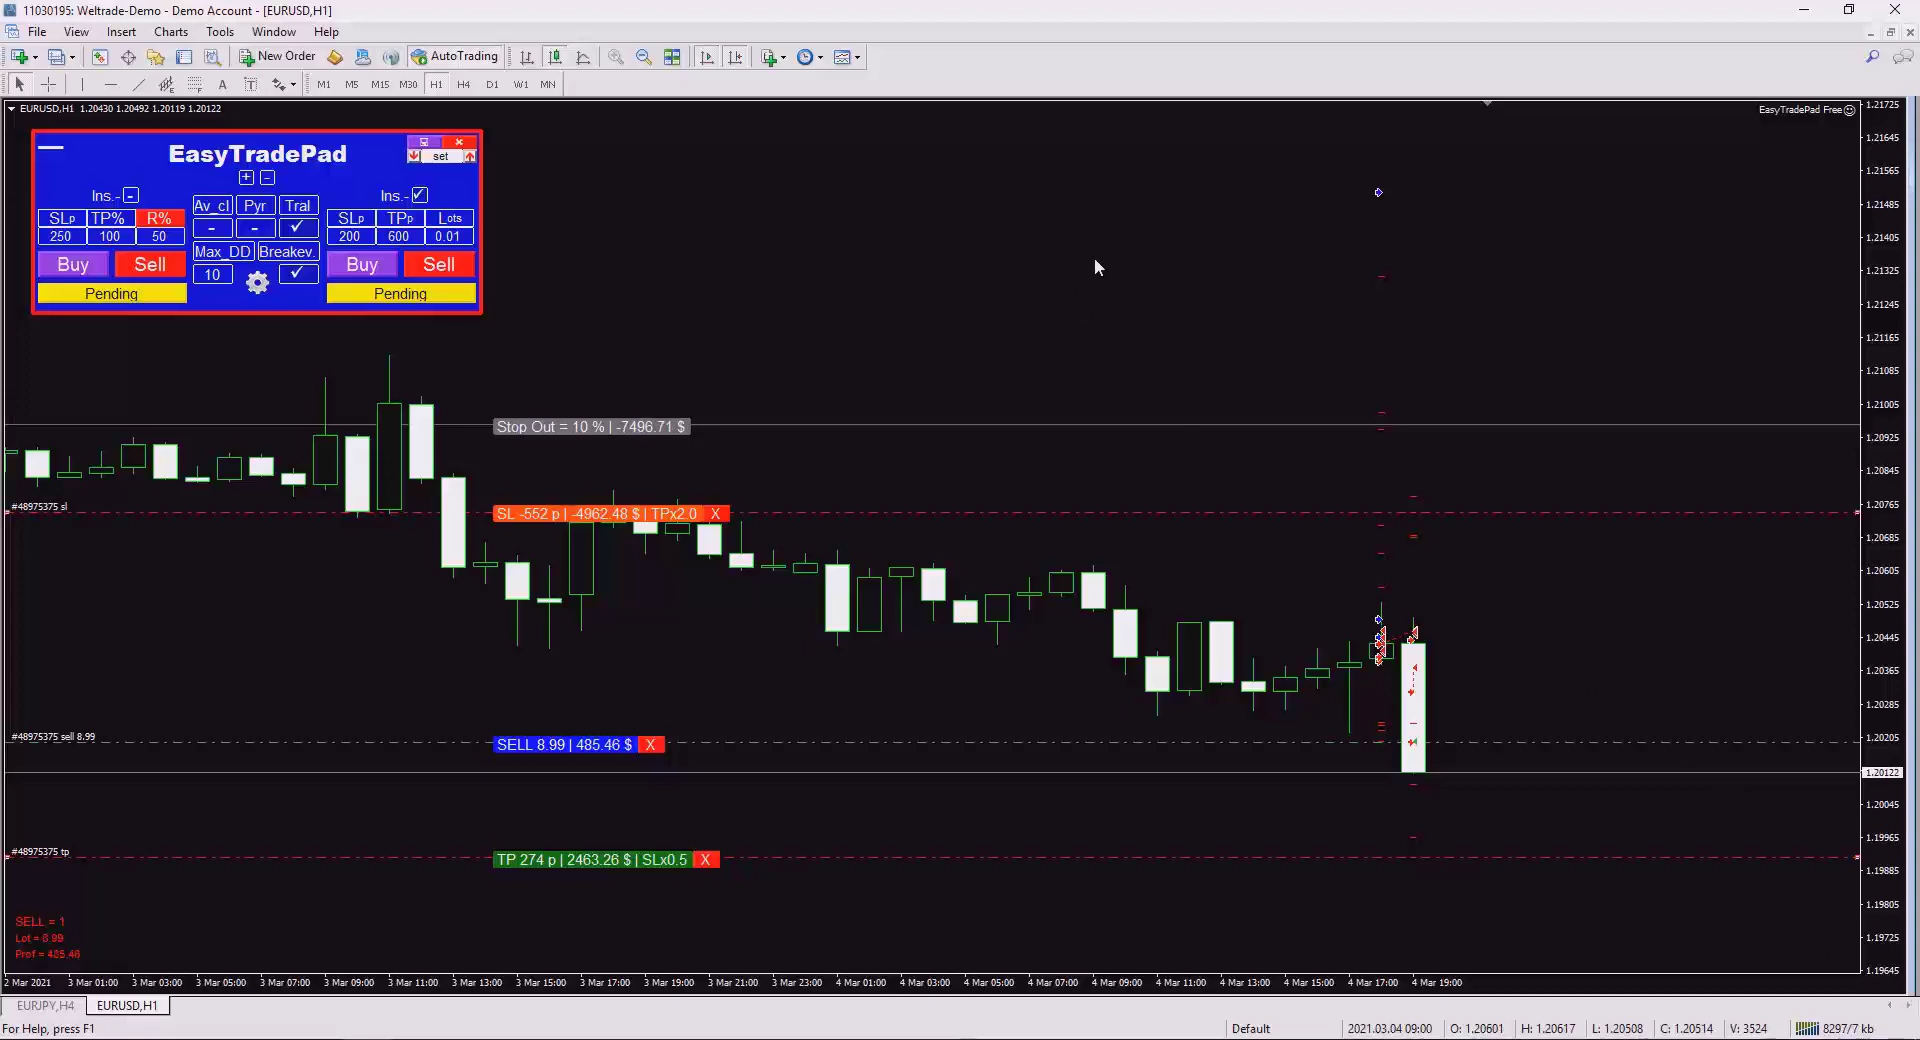 11030195: Weltrade-Demo - Demo Account - [EURUSD,H1]
File View Insert Charts Tools Window Help
New Order AutoTrading
A T M1 M5 M15 M30 H1 H4 D1 W1 MN
EURUSD,H1 1.20430 1.20492 1.20119 1.20122
EasyTradePad Free
EasyTradePad
set
+ -
Ins.- - Ins.- ✓
Av_cl Pyr Tral
SLp TP% R% SLp TPp Lots
- - ✓
250 100 50 200 600 0.01
Max_DD Breakev.
Buy Sell Buy Sell
10 ✓
Pending Pending
Stop Out = 10 % | -7496.71 $
#48975375 sl
SL -552 p | -4962.48 $ | TPx2.0 X
#48975375 sell 8.99
SELL 8.99 | 485.46 $ X
#48975375 tp
TP 274 p | 2463.26 $ | SLx0.5 X
SELL = 1
Lot = 8.99
Prof = 485.46
1.21725
1.21645
1.21565
1.21485
1.21405
1.21325
1.21245
1.21165
1.21085
1.21005
1.20925
1.20845
1.20765
1.20685
1.20605
1.20525
1.20445
1.20365
1.20285
1.20205
1.20122
1.20045
1.19965
1.19885
1.19805
1.19725
1.19645
2 Mar 2021 3 Mar 01:00 3 Mar 03:00 3 Mar 05:00 3 Mar 07:00 3 Mar 09:00 3 Mar 11:00 3 Mar 13:00 3 Mar 15:00 3 Mar 17:00 3 Mar 19:00 3 Mar 21:00 3 Mar 23:00 4 Mar 01:00 4 Mar 03:00 4 Mar 05:00 4 Mar 07:00 4 Mar 09:00 4 Mar 11:00 4 Mar 13:00 4 Mar 15:00 4 Mar 17:00 4 Mar 19:00
EURJPY,H4 EURUSD,H1
For Help, press F1 Default 2021.03.04 09:00 O: 1.20601 H: 1.20617 L: 1.20508 C: 1.20514 V: 3524 8297/7 kb